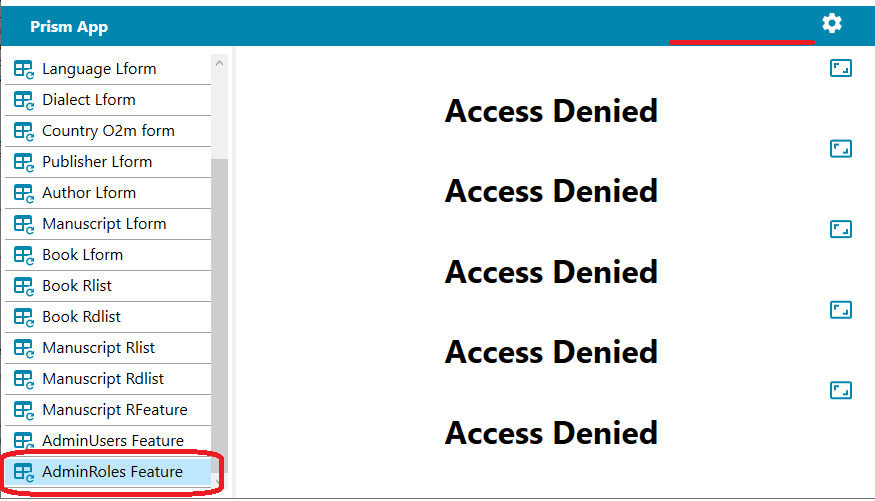 Prism App
Language Lform
Dialect Lform
Country O2m form
Publisher Lform
Author Lform
Manuscript Lform
Book Lform
Book Rlist
Book Rdlist
Manuscript Rlist
Manuscript Rdlist
Manuscript RFeature
AdminUsers Feature
AdminRoles Feature
Access Denied
Access Denied
Access Denied
Access Denied
Access Denied